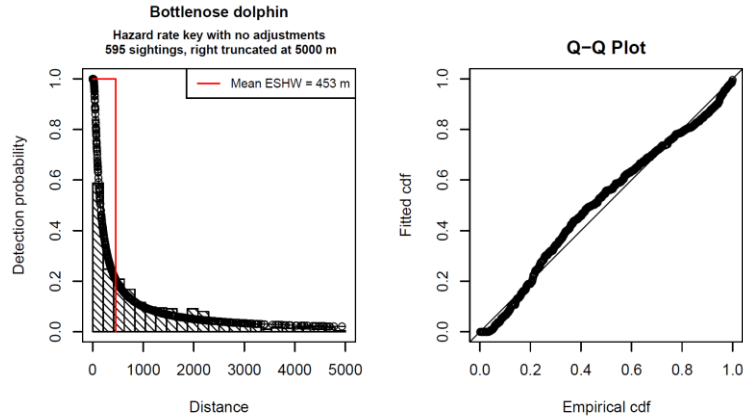 Bottlenose dolphin
Hazard rate key with no adjustments
595 sightings, right truncated at 5000 m
Mean ESHW = 453 m
Detection probability
1.0
0.8
0.6
0.4
0.2
0.0
0 1000 2000 3000 4000 5000
Distance
Q−Q Plot
Fitted cdf
1.0
0.8
0.6
0.4
0.2
0.0
0.0 0.2 0.4 0.6 0.8 1.0
Empirical cdf